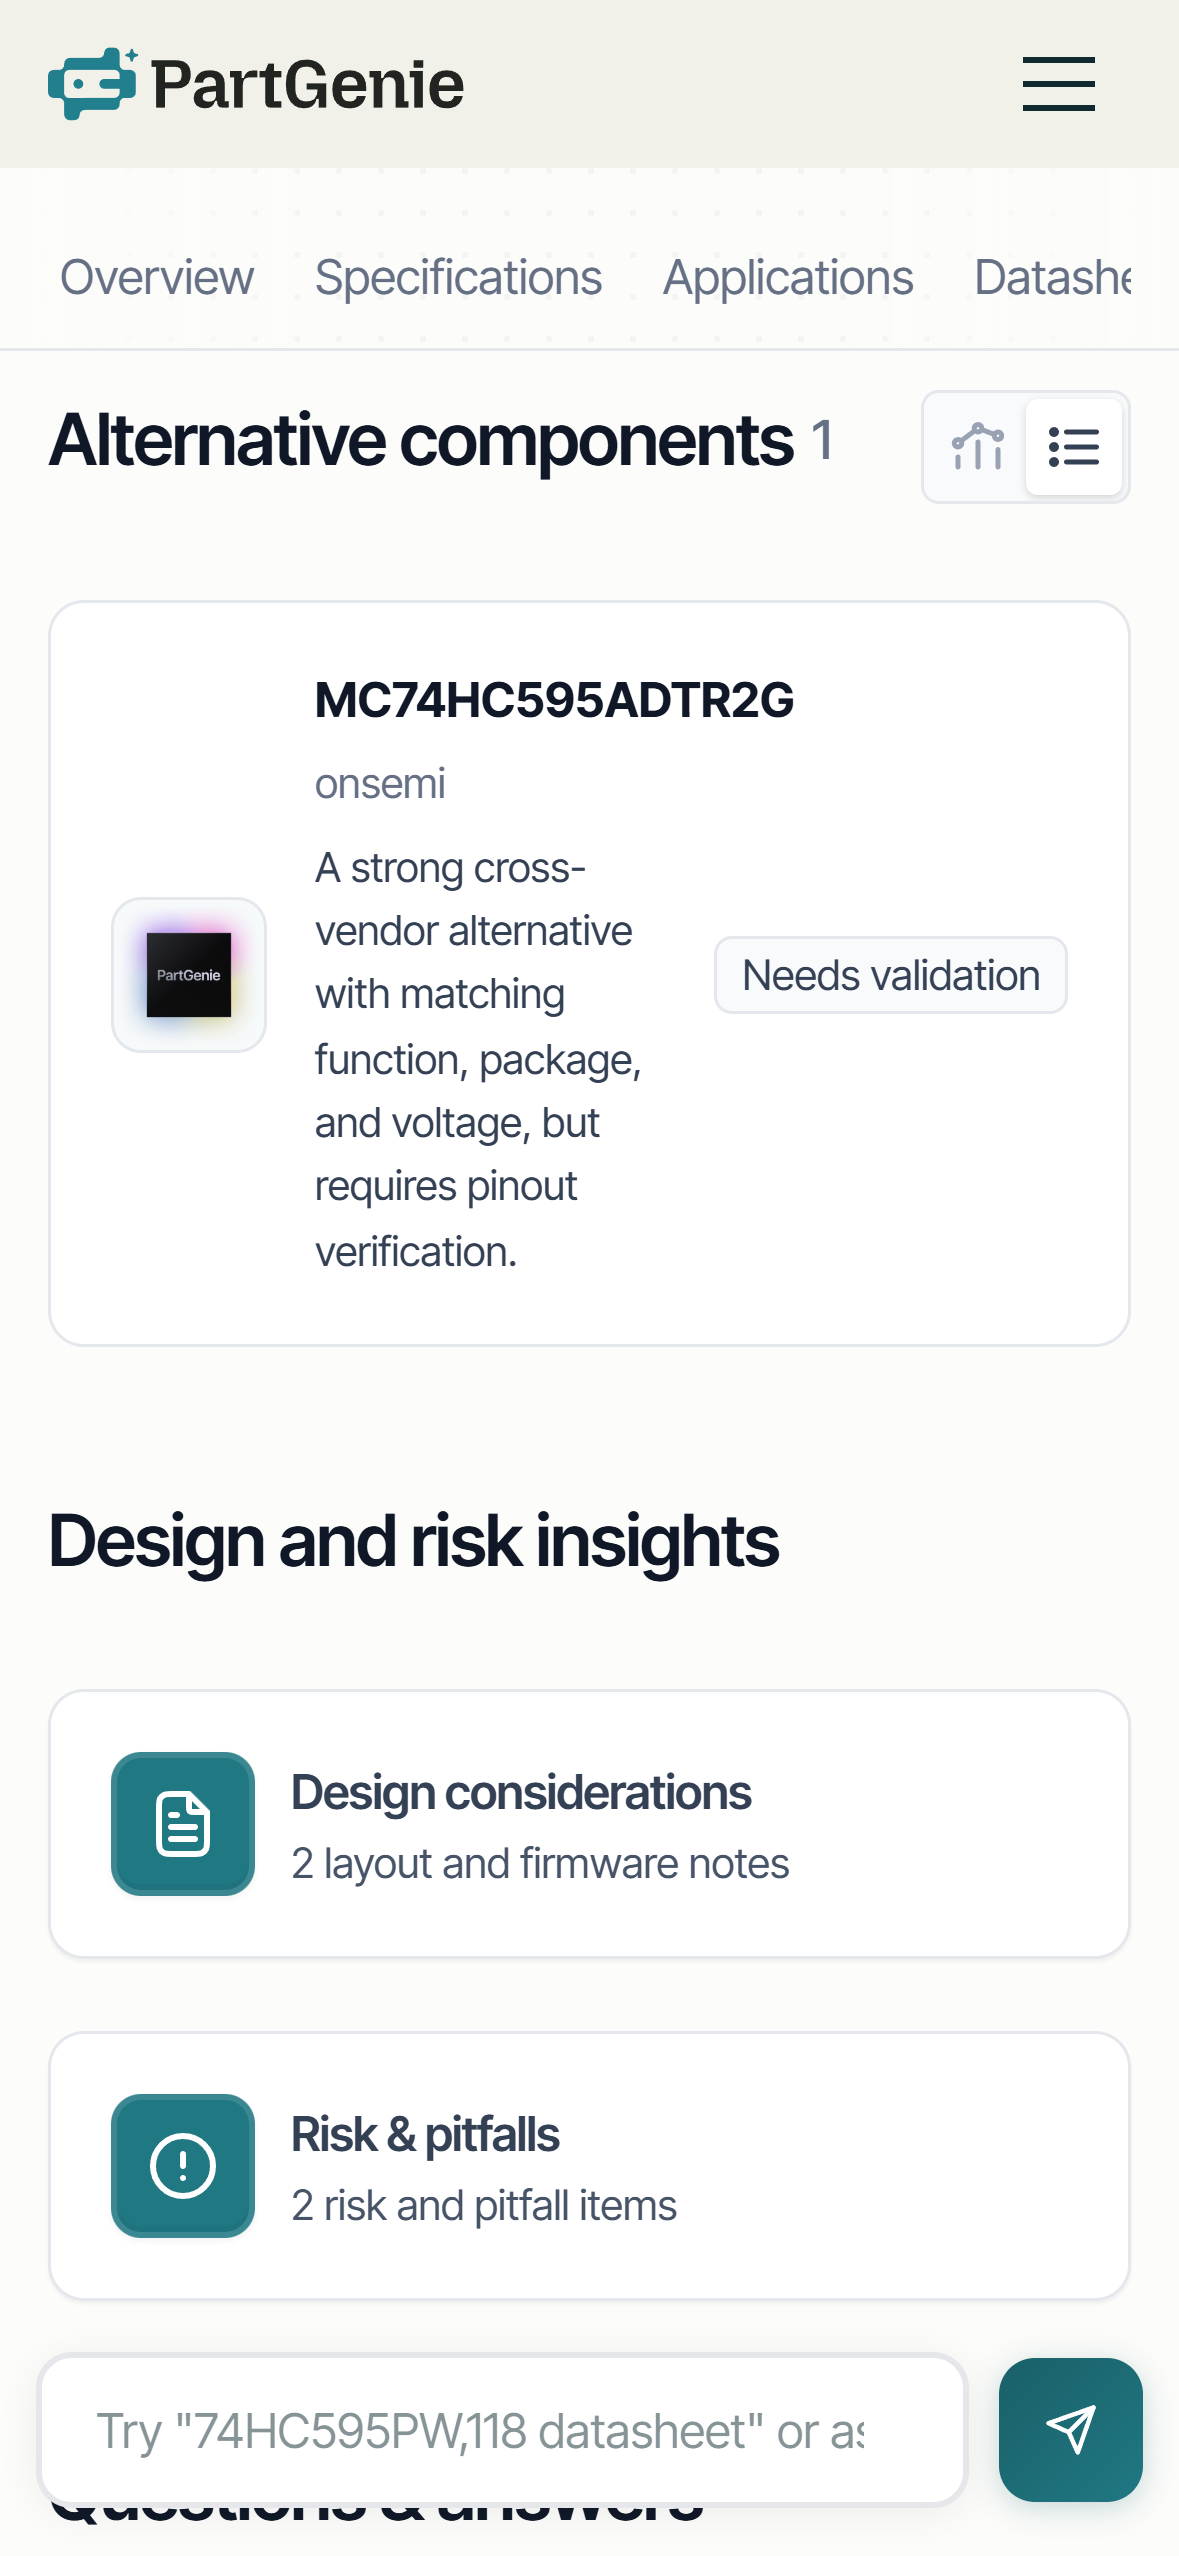 PartGenie
Overview Specifications Applications Datashe
Alternative components 1
MC74HC595ADTR2G
onsemi
A strong cross-
vendor alternative
with matching
function, package,
and voltage, but
requires pinout
verification.
PartGenie
Needs validation
Design and risk insights
Design considerations
2 layout and firmware notes
Risk & pitfalls
2 risk and pitfall items
Try "74HC595PW,118 datasheet" or as
Questions & answers